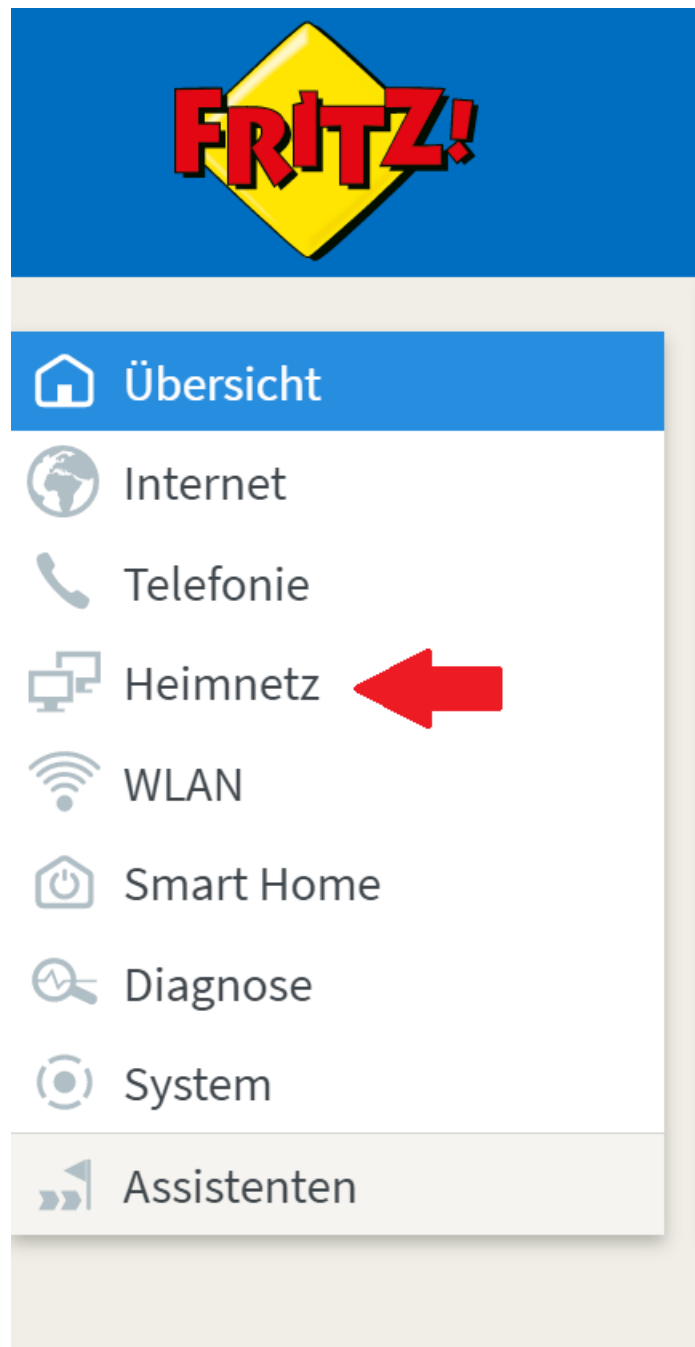 FRITZ!
Übersicht
Internet
Telefonie
Heimnetz
WLAN
Smart Home
Diagnose
System
Assistenten